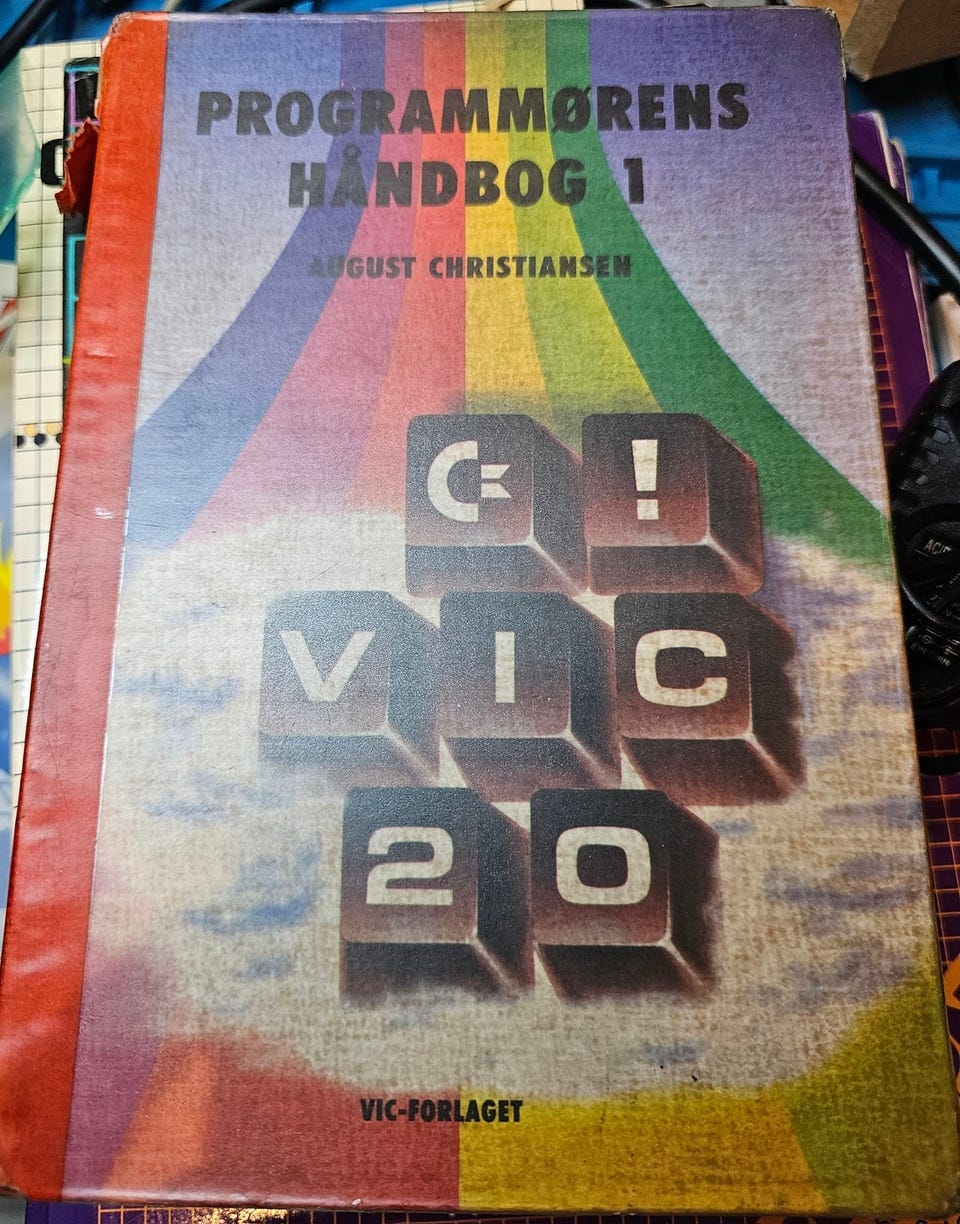 PROGRAMMØRENS
HÅNDBOG 1
AUGUST CHRISTIANSEN
!
VIC
20
VIC-FORLAGET